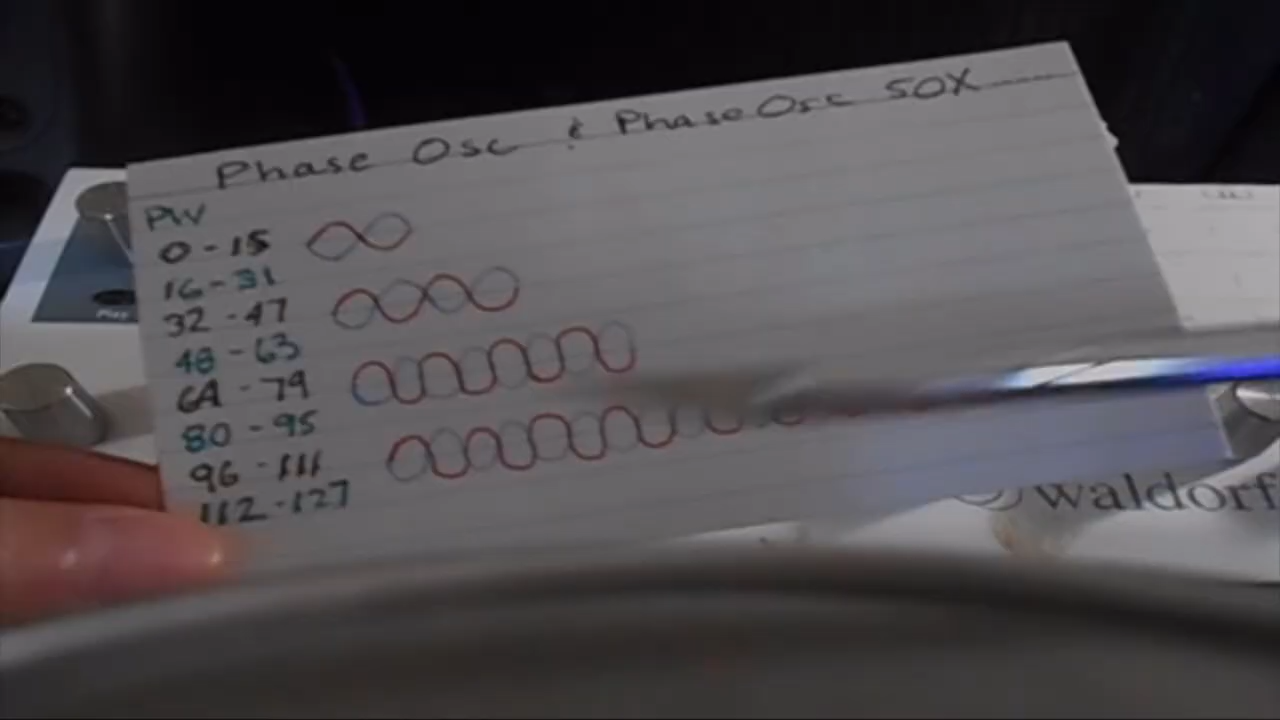 Phase Osc & Phase Osc 50X
PW
0-15
16-31
32-47
48-63
64-79
80-95
96-111
112-127
Play
waldorf